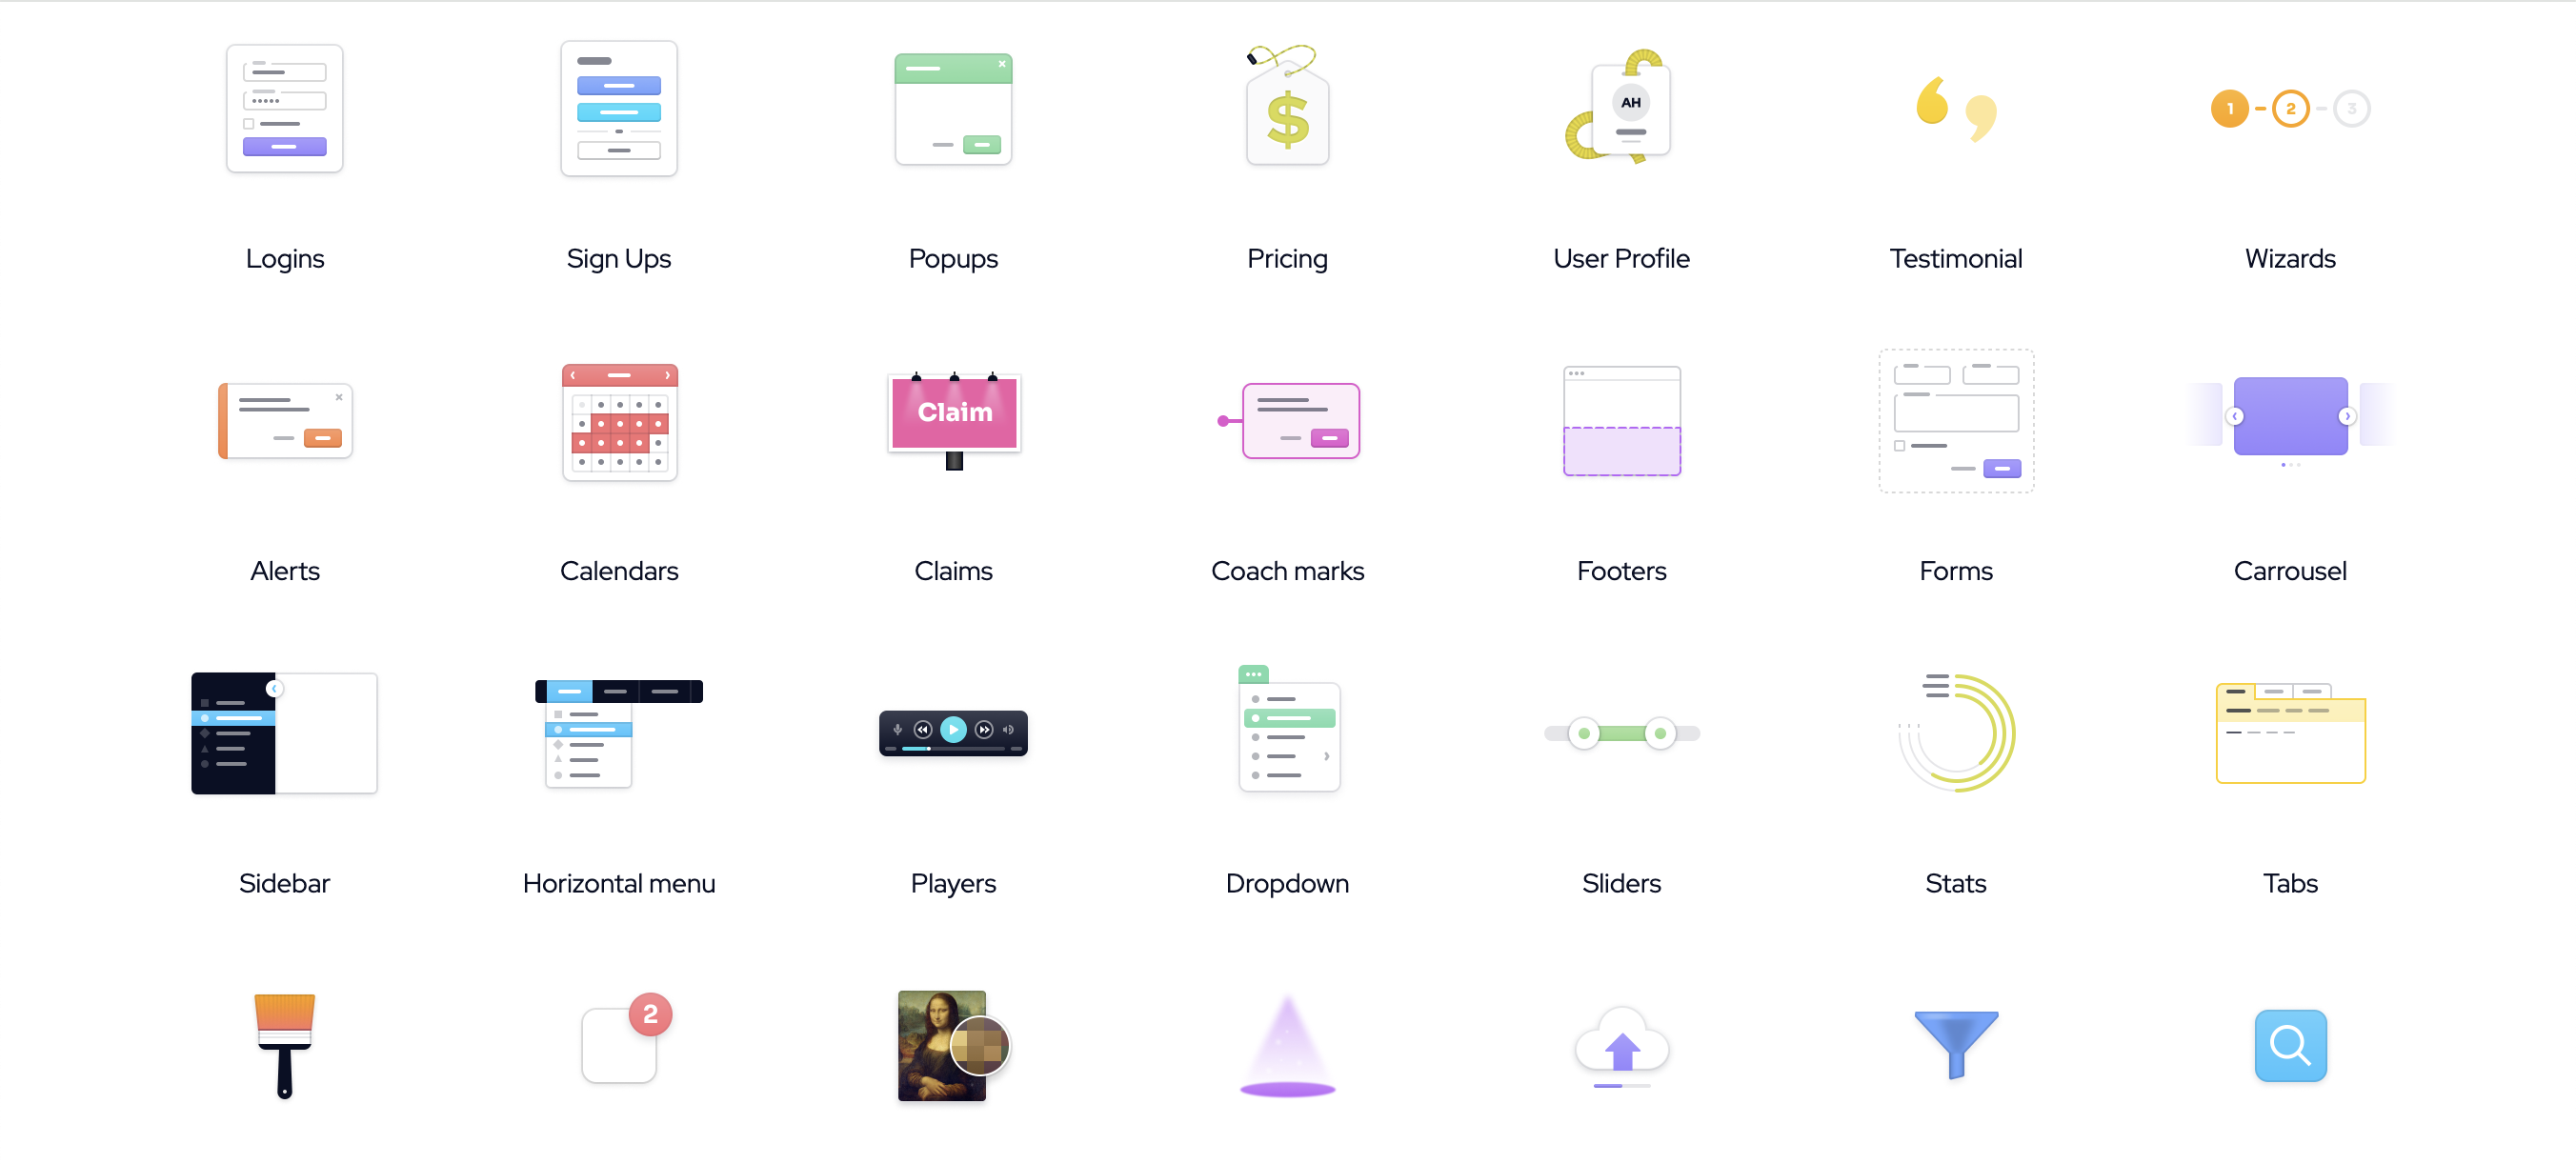 AH
1 2 3
Logins Sign Ups Popups Pricing User Profile Testimonial Wizards
Claim
Alerts Calendars Claims Coach marks Footers Forms Carrousel
Sidebar Horizontal menu Players Dropdown Sliders Stats Tabs
2